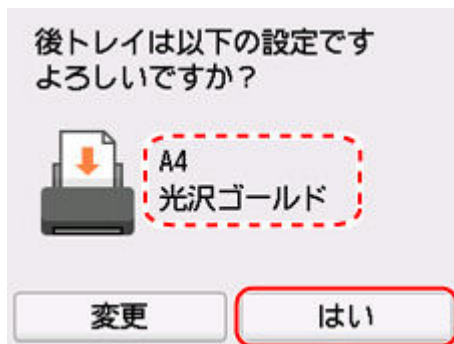 後トレイは以下の設定です
よろしいですか？
A4
光沢ゴールド
変更
はい